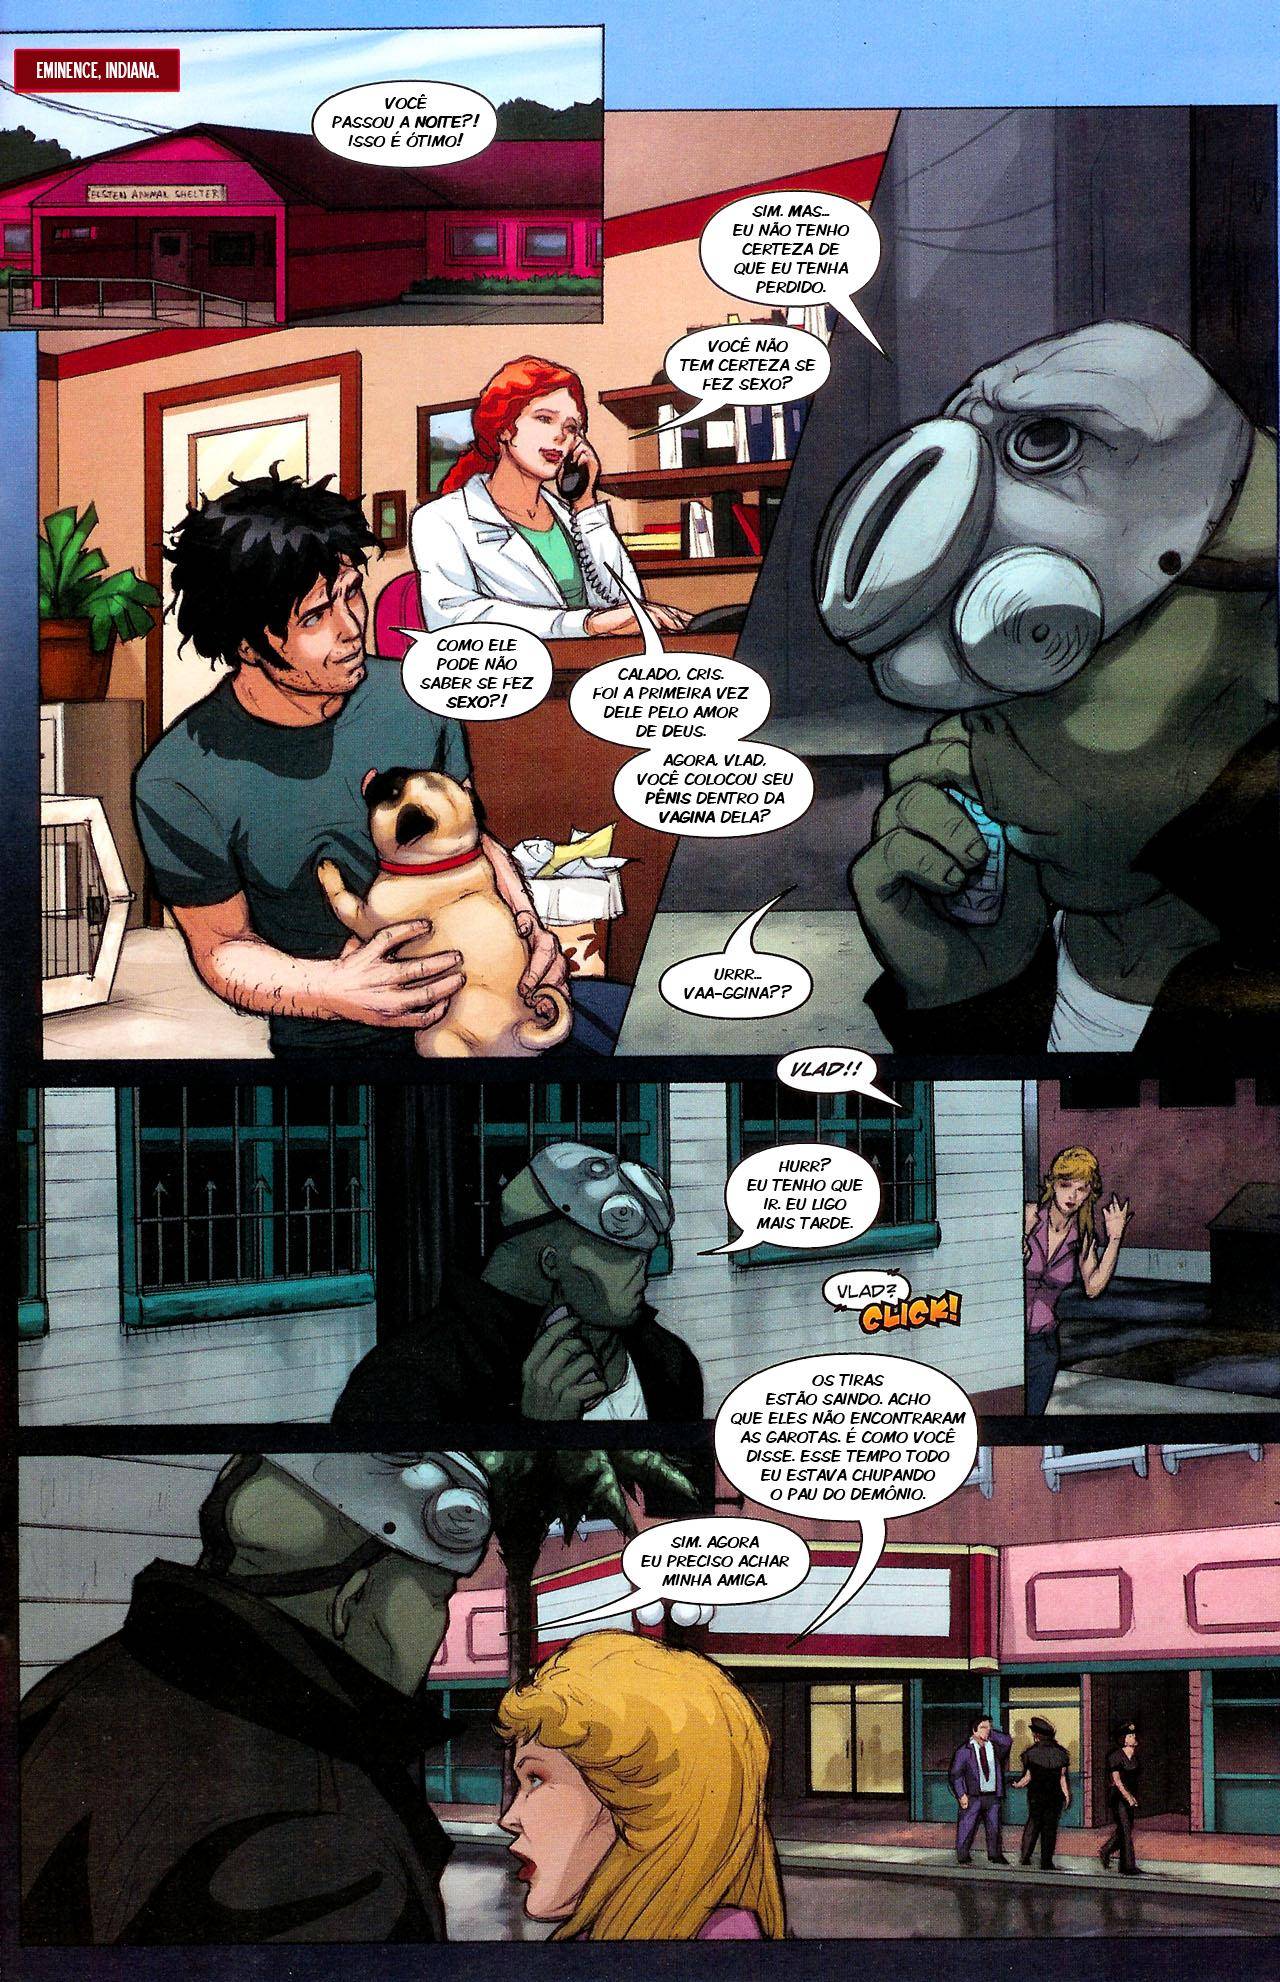 EMINENCE, INDIANA.
VOCÊ
PASSOU A NOITE?!
ISSO É ÓTIMO!
ELSTEN ANIMAL SHELTER
SIM. MAS...
EU NÃO TENHO
CERTEZA DE
QUE EU TENHA
PERDIDO.
VOCÊ NÃO
TEM CERTEZA SE
FEZ SEXO?
COMO ELE
PODE NÃO
SABER SE FEZ
SEXO?!
CALADO, CRIS.
FOI A PRIMEIRA VEZ
DELE PELO AMOR
DE DEUS.
AGORA, VLAD,
VOCÊ COLOCOU SEU
PÊNIS DENTRO DA
VAGINA DELA?
URRR...
VAA-GGINA??
VLAD!!
HURR?
EU TENHO QUE
IR. EU LIGO
MAIS TARDE.
VLAD?
CLICK!
OS TIRAS
ESTÃO SAINDO. ACHO
QUE ELES NÃO ENCONTRARAM
AS GAROTAS. É COMO VOCÊ
DISSE. ESSE TEMPO TODO
EU ESTAVA CHUPANDO
O PAU DO DEMÔNIO.
SIM. AGORA
EU PRECISO ACHAR
MINHA AMIGA.